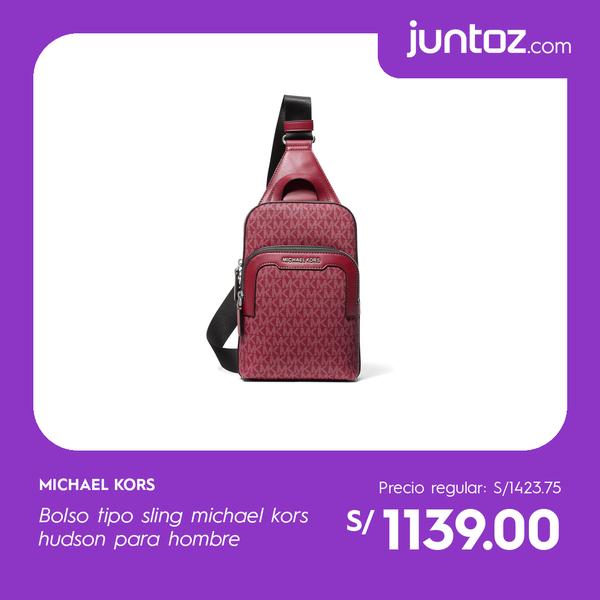 juntoz.com
MICHAEL KORS
MICHAEL KORS
Bolso tipo sling michael kors
hudson para hombre
Precio regular: S/1423.75
S/ 1139.00